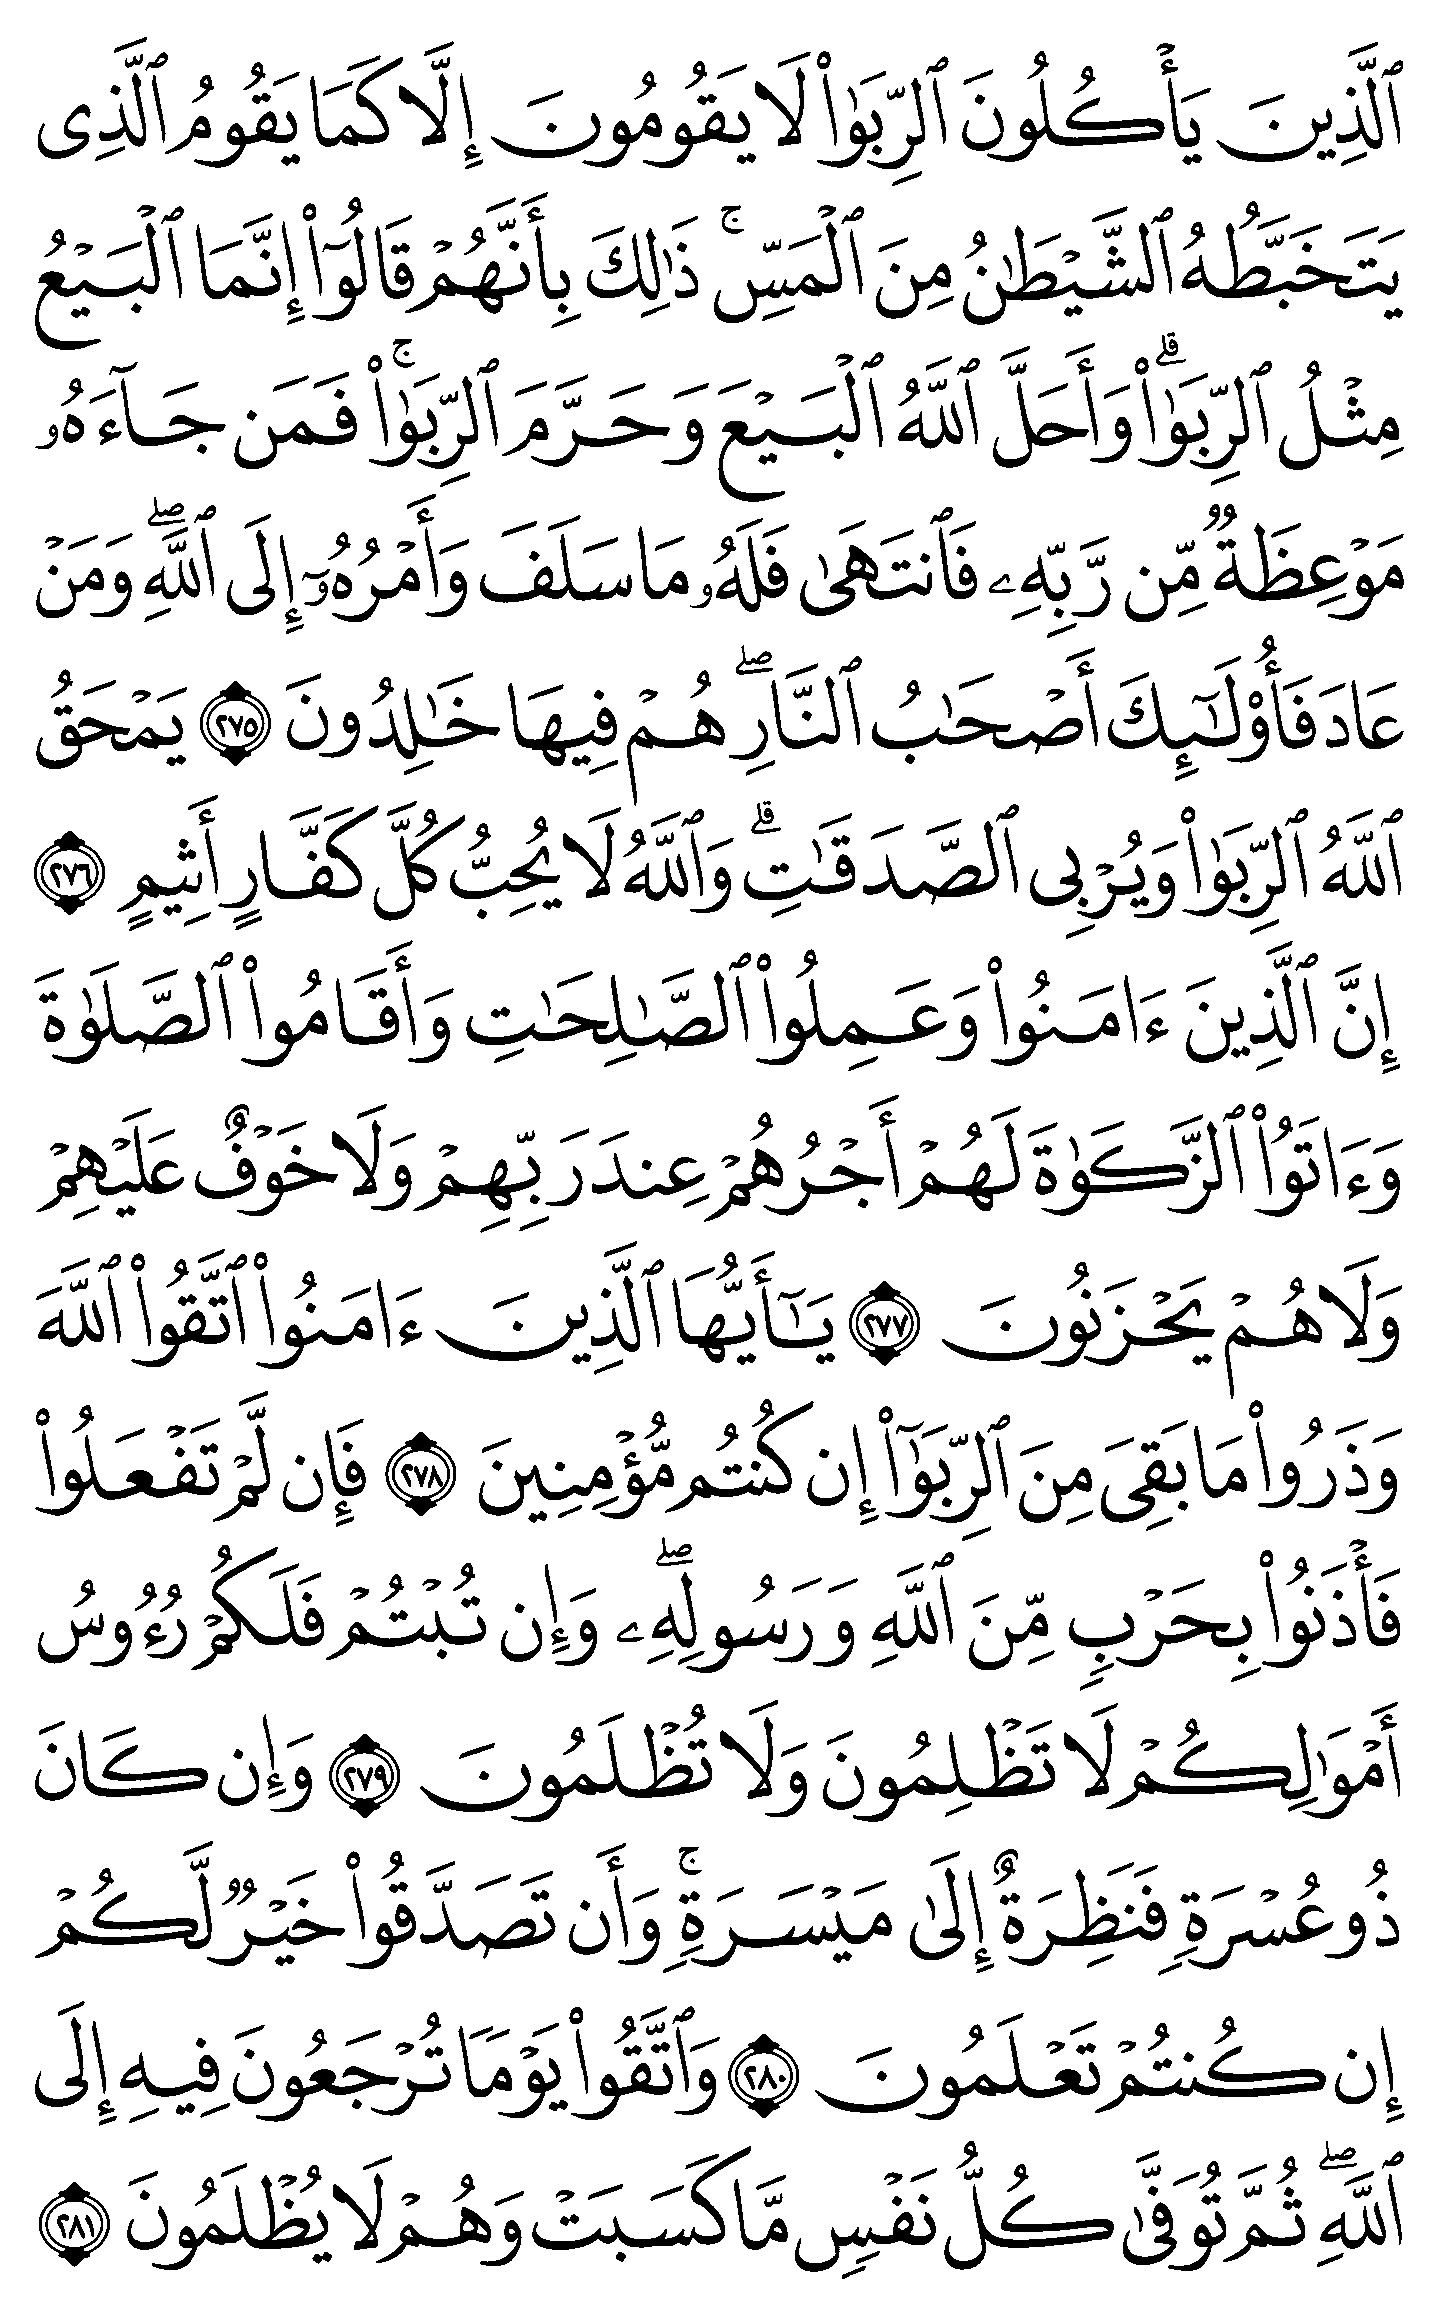 ٱلَّذِينَ يَأۡكُلُونَ ٱلرِّبَوٰاْ لَا يَقُومُونَ إِلَّا كَمَا يَقُومُ ٱلَّذِى
يَتَخَبَّطُهُ ٱلشَّيۡطَٰنُ مِنَ ٱلۡمَسِّۚ ذَٰلِكَ بِأَنَّهُمۡ قَالُوٓاْ إِنَّمَا ٱلۡبَيۡعُ
مِثۡلُ ٱلرِّبَوٰاْۗ وَأَحَلَّ ٱللَّهُ ٱلۡبَيۡعَ وَحَرَّمَ ٱلرِّبَوٰاْۚ فَمَن جَآءَهُۥ
مَوۡعِظَةٞ مِّن رَّبِّهِۦ فَٱنتَهَىٰ فَلَهُۥ مَا سَلَفَ وَأَمۡرُهُۥٓ إِلَى ٱللَّهِۖ وَمَنۡ
عَادَ فَأُوْلَٰٓئِكَ أَصۡحَٰبُ ٱلنَّارِۖ هُمۡ فِيهَا خَٰلِدُونَ ٢٧٥ يَمۡحَقُ
ٱللَّهُ ٱلرِّبَوٰاْ وَيُرۡبِى ٱلصَّدَقَٰتِۗ وَٱللَّهُ لَا يُحِبُّ كُلَّ كَفَّارٍ أَثِيمٍ ٢٧٦
إِنَّ ٱلَّذِينَ ءَامَنُواْ وَعَمِلُواْ ٱلصَّٰلِحَٰتِ وَأَقَامُواْ ٱلصَّلَوٰةَ
وَءَاتَوُاْ ٱلزَّكَوٰةَ لَهُمۡ أَجۡرُهُمۡ عِندَ رَبِّهِمۡ وَلَا خَوۡفٌ عَلَيۡهِمۡ
وَلَا هُمۡ يَحۡزَنُونَ ٢٧٧ يَٰٓأَيُّهَا ٱلَّذِينَ ءَامَنُواْ ٱتَّقُواْ ٱللَّهَ
وَذَرُواْ مَا بَقِىَ مِنَ ٱلرِّبَوٰٓاْ إِن كُنتُم مُّؤۡمِنِينَ ٢٧٨ فَإِن لَّمۡ تَفۡعَلُواْ
فَأۡذَنُواْ بِحَرۡبٍ مِّنَ ٱللَّهِ وَرَسُولِهِۦۖ وَإِن تُبۡتُمۡ فَلَكُمۡ رُءُوسُ
أَمۡوَٰلِكُمۡ لَا تَظۡلِمُونَ وَلَا تُظۡلَمُونَ ٢٧٩ وَإِن كَانَ
ذُو عُسۡرَةٍ فَنَظِرَةٌ إِلَىٰ مَيۡسَرَةٍۚ وَأَن تَصَدَّقُواْ خَيۡرٞ لَّكُمۡ
إِن كُنتُمۡ تَعۡلَمُونَ ٢٨٠ وَٱتَّقُواْ يَوۡمًا تُرۡجَعُونَ فِيهِ إِلَى
ٱللَّهِۖ ثُمَّ تُوَفَّىٰ كُلُّ نَفۡسٍ مَّا كَسَبَتۡ وَهُمۡ لَا يُظۡلَمُونَ ٢٨١